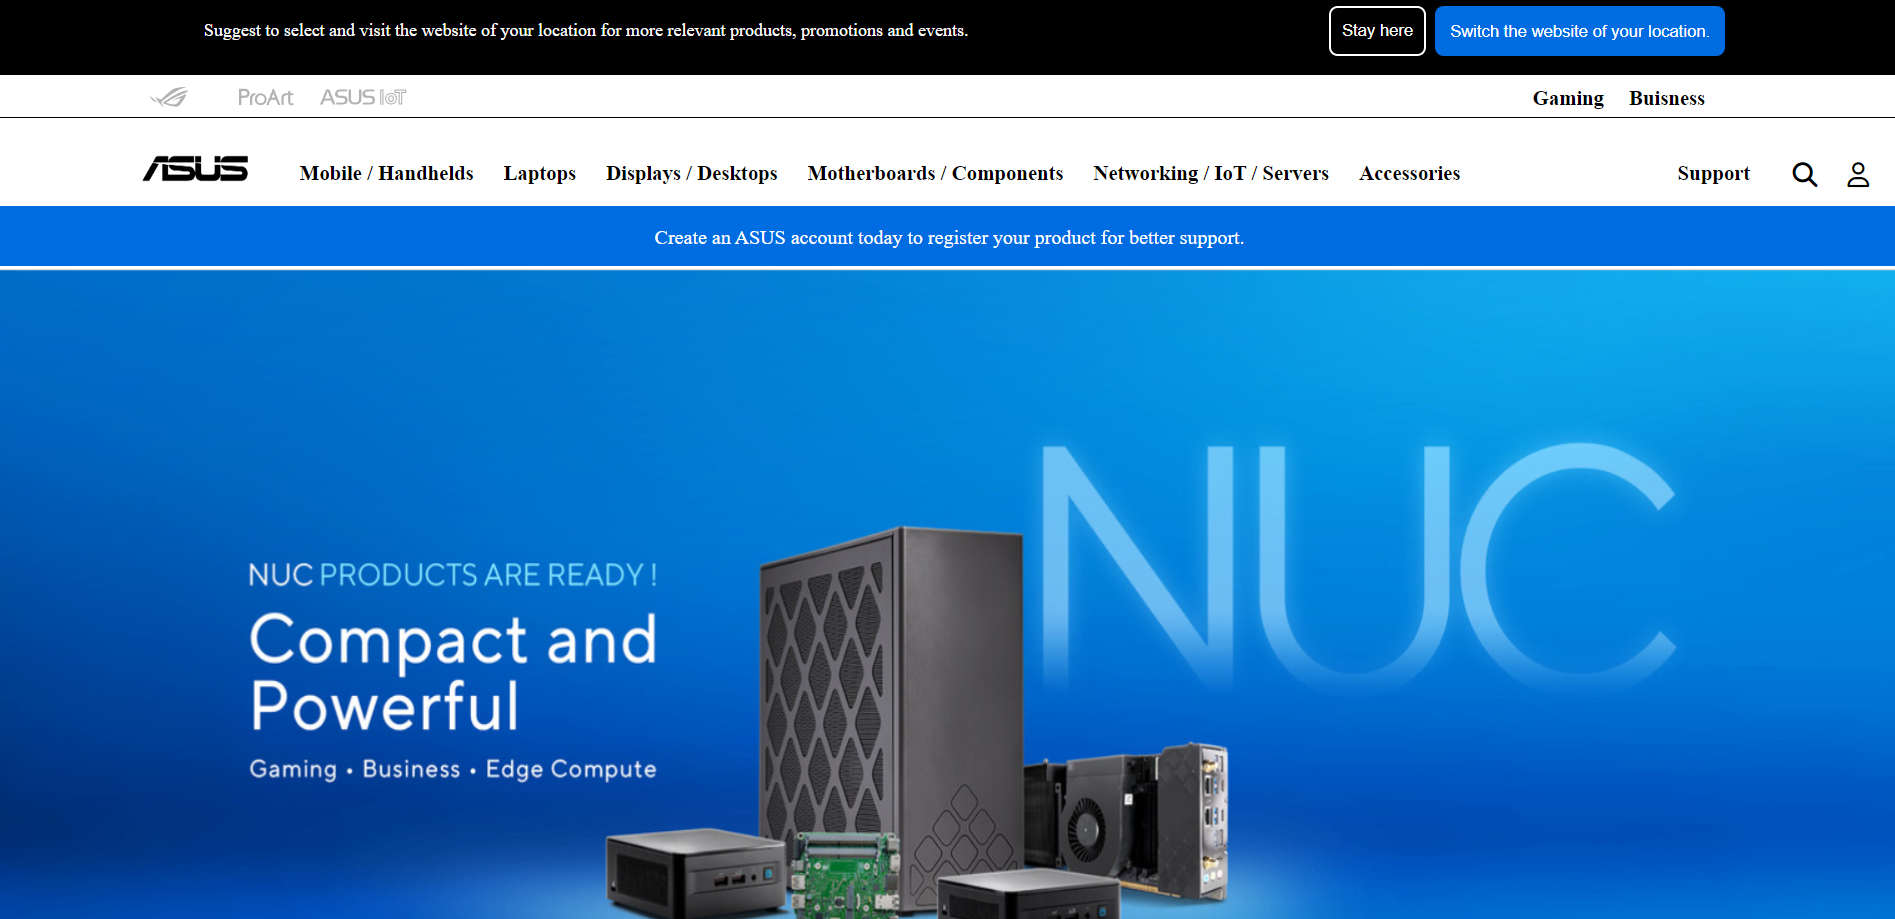 Suggest to select and visit the website of your location for more relevant products, promotions and events.
Stay here
Switch the website of your location.
ProArt
ASUS IoT
Gaming
Buisness
ASUS
Mobile / Handhelds
Laptops
Displays / Desktops
Motherboards / Components
Networking / IoT / Servers
Accessories
Support
Create an ASUS account today to register your product for better support.
NUC
NUC PRODUCTS ARE READY !
Compact and
Powerful
Gaming • Business • Edge Compute